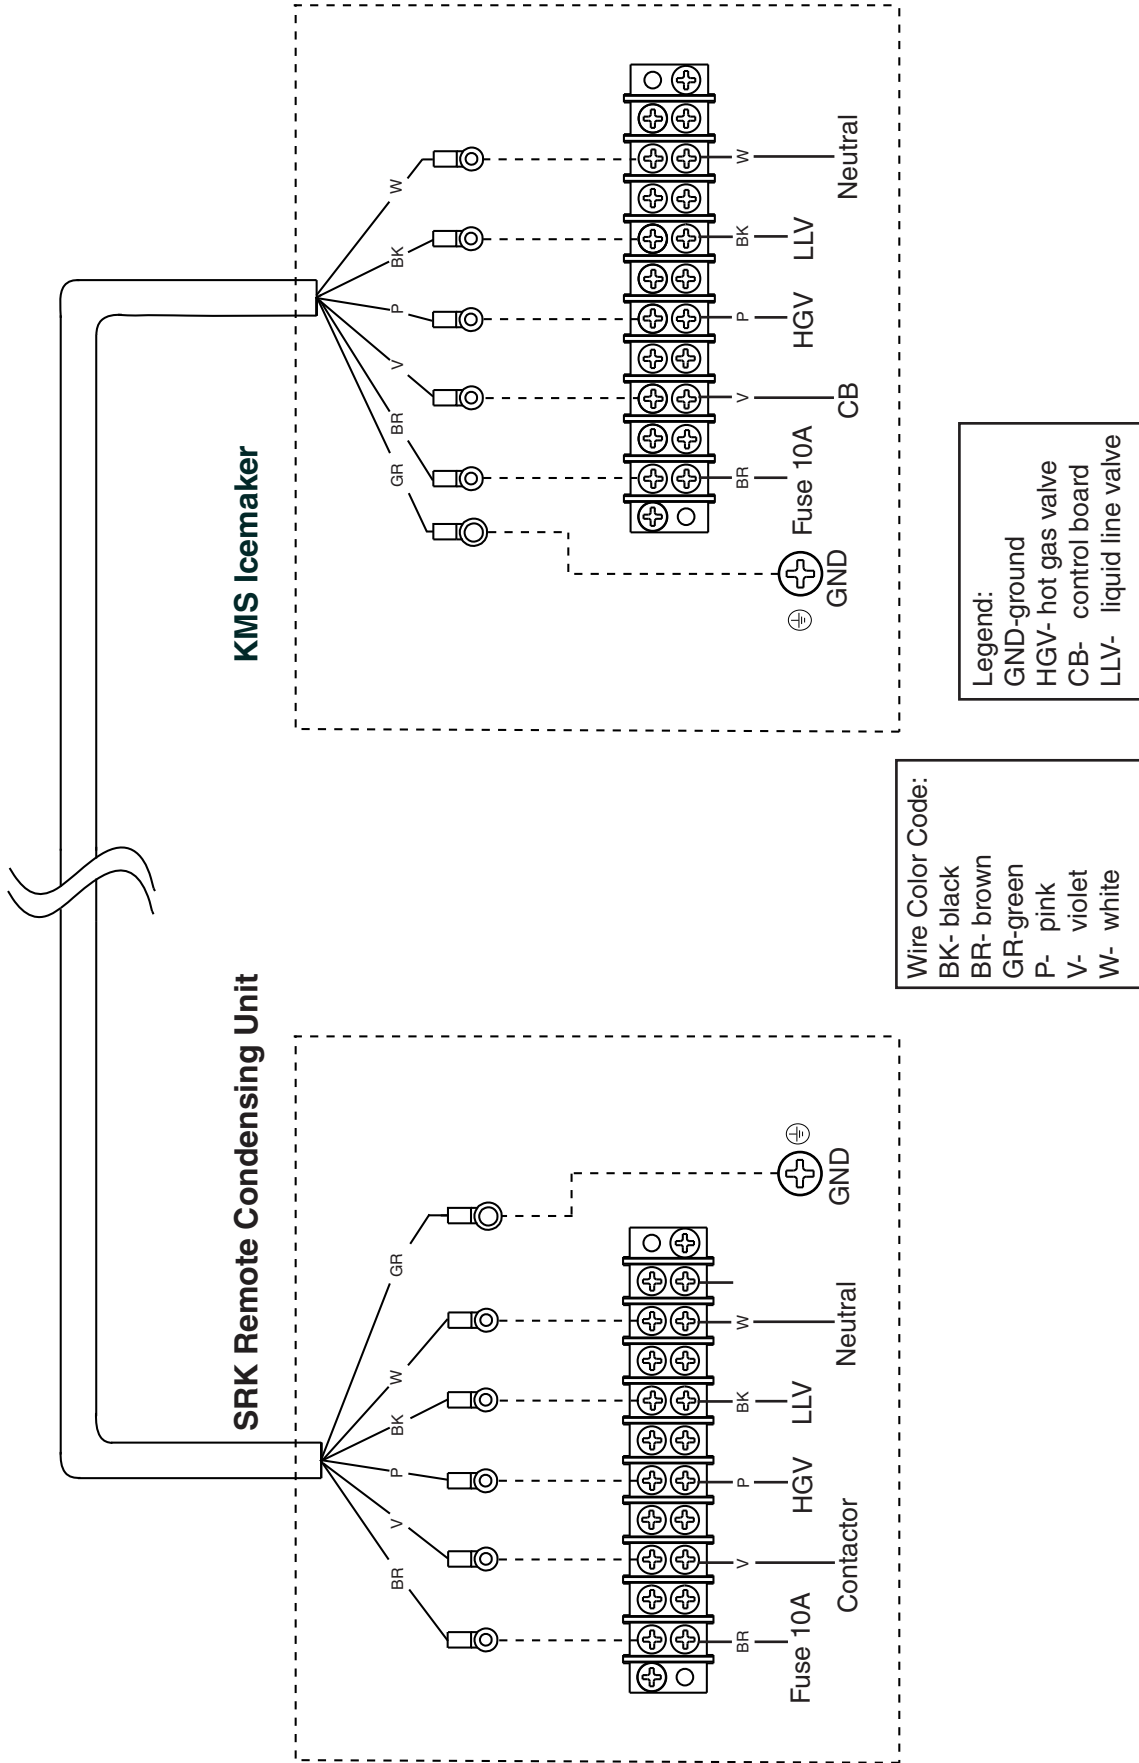 SRK Remote Condensing Unit
KMS Icemaker
BR
V
P
BK
W
GR
GR
BR
V
P
BK
W
BR
V
P
BK
W
BR
V
P
BK
W
Fuse 10A
HGV
LLV
Contactor
Neutral
GND
GND
Fuse 10A
HGV
LLV
CB
Neutral
Wire Color Code:
BK- black
BR- brown
GR-green
P- pink
V- violet
W- white
Legend:
GND-ground
HGV- hot gas valve
CB- control board
LLV- liquid line valve